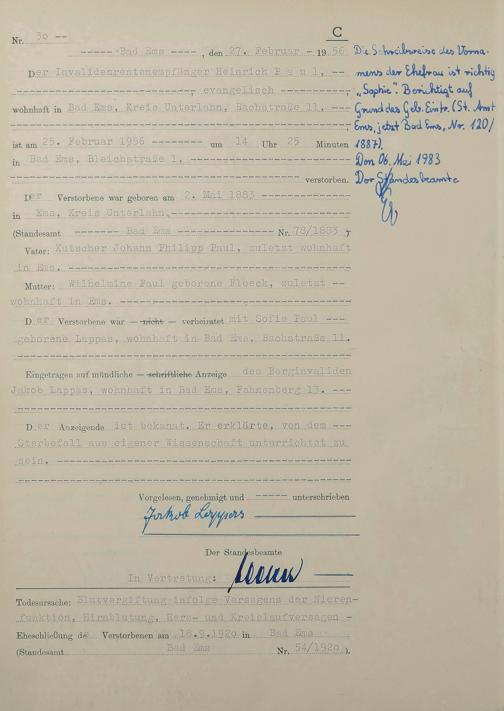 C
Nr. 30 --
----- Bad Ems ----, den 27. Februar - 1956
Der Invalidenrentenempfänger Heinrich P a u l, --
---------------------, evangelisch ---------------,
wohnhaft in Bad Ems, Kreis Unterlahn, Bachstraße 11. ---
ist am 25. Februar 1956 ------- um 14 Uhr 25 Minuten
in Bad Ems, Bleichstraße 1. ----------------------
verstorben.
Der Verstorbene war geboren am 2. Mai 1883 -----------
in Ems, Kreis Unterlahn. ---------------------------
(Standesamt ------- Bad Ems ------------- Nr. 78/1883 )
Vater: Kutscher Johann Philipp Paul, zuletzt wohnhaft
in Ems. ------------------------------------------
Mutter: Wilhelmine Paul geborene Floeck, zuletzt --
wohnhaft in Ems. ---------------------------------
Der Verstorbene war — nicht — verheiratet mit Sofie Paul ---
geborene Lappas, wohnhaft in Bad Ems, Bachstraße 11.
Eingetragen auf mündliche — schriftliche Anzeige des Berginvaliden
Jakob Lappas, wohnhaft in Bad Ems, Fahnenberg 13. ---
Der Anzeigende ist bekannt. Er erklärte, von dem ---
Sterbefall aus eigener Wissenschaft unterrichtet zu
sein. --------------------------------------------
Vorgelesen, genehmigt und ----- unterschrieben
Jakob Lappas
Der Standesbeamte
In Vertretung:
Todesursache: Blutvergiftung infolge Versagens der Nieren-
funktion, Hirnblutung, Herz- und Kreislaufversagen -
Eheschließung des Verstorbenen am 18.9.1920 in Bad Ems
(Standesamt Bad Ems Nr. 54/1920 ).
Die Schreibweise des Vorna-
mens der Ehefrau ist richtig
„Sophie“. Berichtigt auf
Grund des Geb. Eintr. (St. Amt
Ems, jetzt Bad Ems, Nr. 120/
1887).
Den 06. Mai 1983
Der Standesbeamte